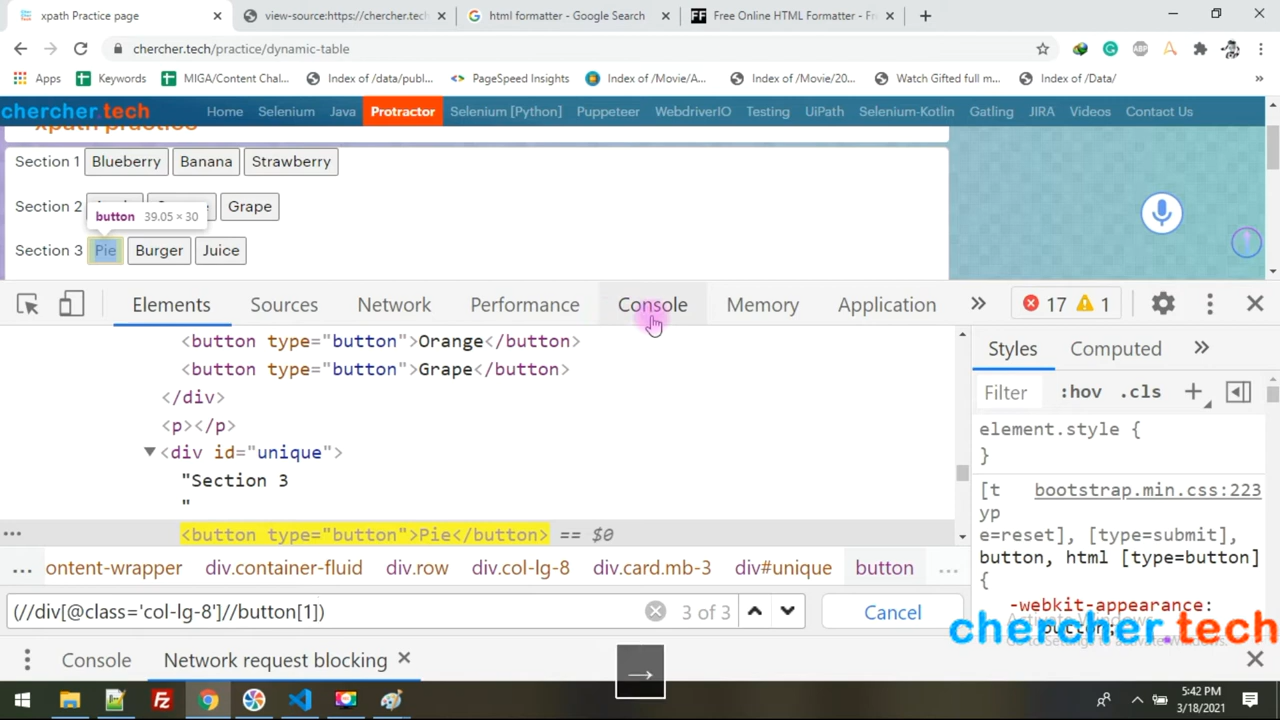 xpath Practice page
view-source:https://chercher.tech/
html formatter - Google Search
Free Online HTML Formatter - Fr
chercher.tech/practice/dynamic-table
ABP
Apps
Keywords
MIGA/Content Chal...
Index of /data/publ...
PageSpeed Insights
Index of /Movie/A...
Index of /Movie/20...
Watch Gifted full m...
Index of /Data/
»
chercher.tech
Home
Selenium
Java
Protractor
Selenium [Python]
Puppeteer
WebdriverIO
Testing
UiPath
Selenium-Kotlin
Gatling
JIRA
Videos
Contact Us
xpath practice
Section 1 Blueberry Banana Strawberry
Section 2 Grape
button 39.05 × 30
Section 3 Pie Burger Juice
Elements
Sources
Network
Performance
Console
Memory
Application
»
17
1
<button type="button">Orange</button>
<button type="button">Grape</button>
</div>
<p></p>
<div id="unique">
"Section 3
"
... <button type="button">Pie</button> == $0
... ontent-wrapper div.container-fluid div.row div.col-lg-8 div.card.mb-3 div#unique button ...
(//div[@class='col-lg-8']//button[1])
3 of 3
Cancel
Styles
Computed
»
Filter
:hov
.cls
element.style {
}
[t bootstrap.min.css:223
yp
e=reset], [type=submit],
button, html [type=button]
{
-webkit-appearance:
button;
chercher.tech
Console
Network request blocking
→
5:42 PM
3/18/2021